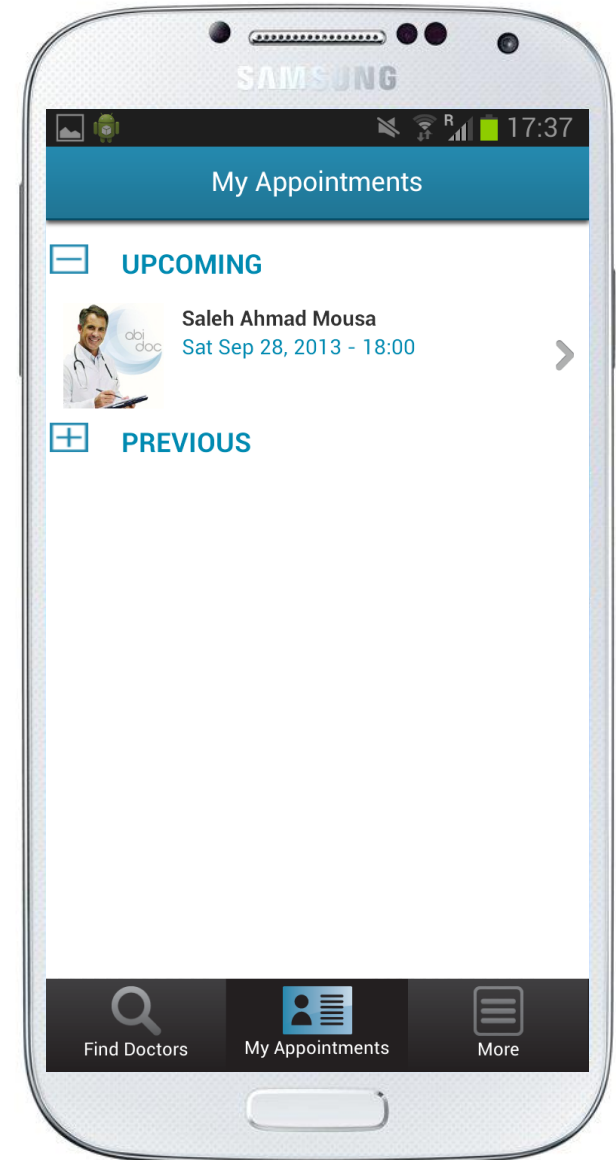 SAMSUNG
R 17:37
My Appointments
UPCOMING
abi
doc
Saleh Ahmad Mousa
Sat Sep 28, 2013 - 18:00
PREVIOUS
Find Doctors
My Appointments
More